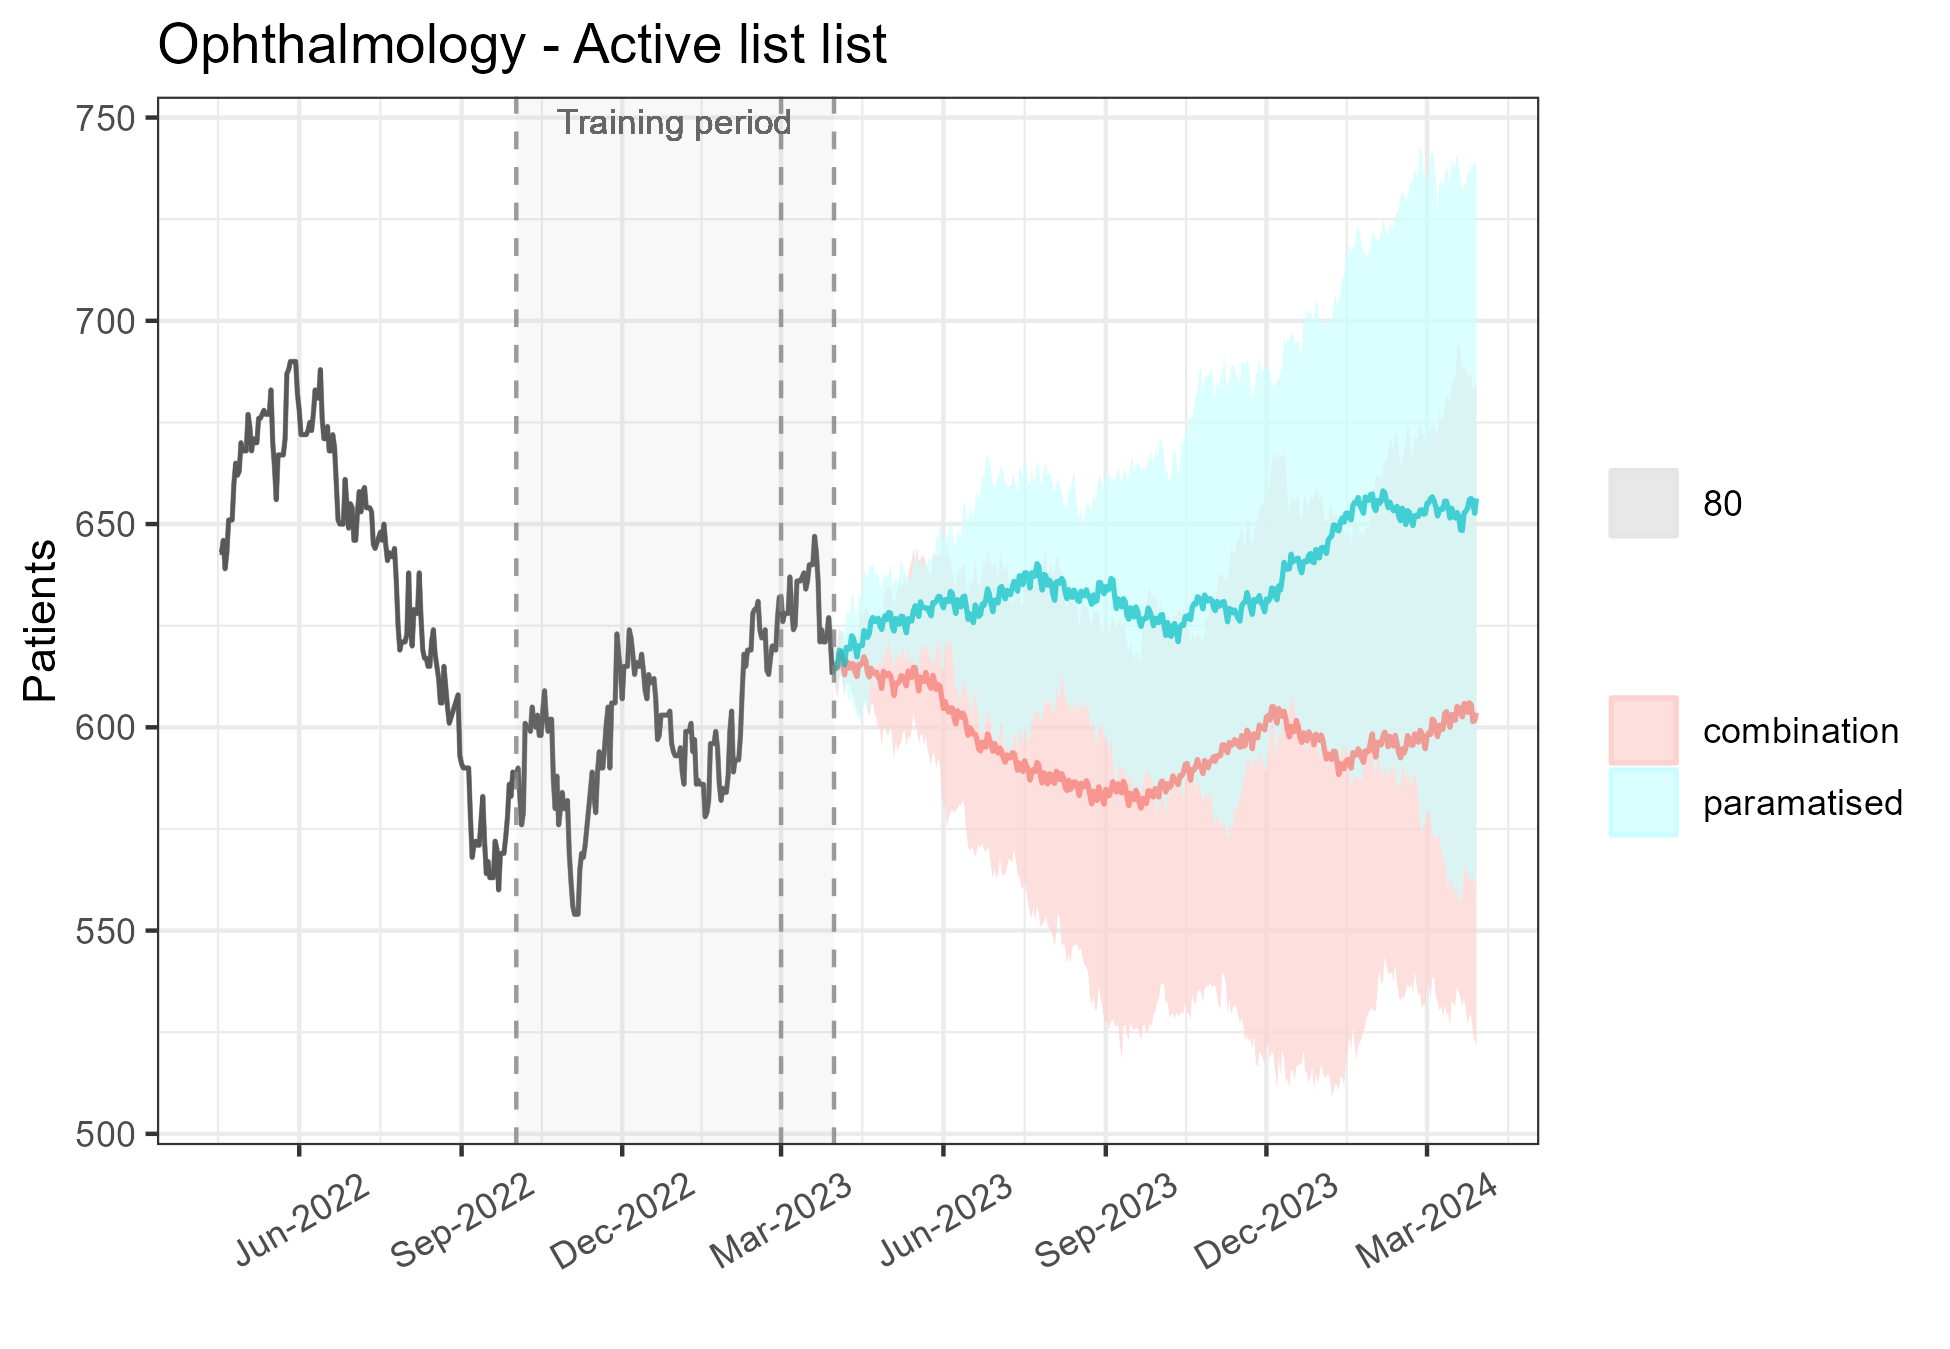 Ophthalmology - Active list list
Training period
750
700
650
600
550
500
Patients
Jun-2022
Sep-2022
Dec-2022
Mar-2023
Jun-2023
Sep-2023
Dec-2023
Mar-2024
80
combination
paramatised